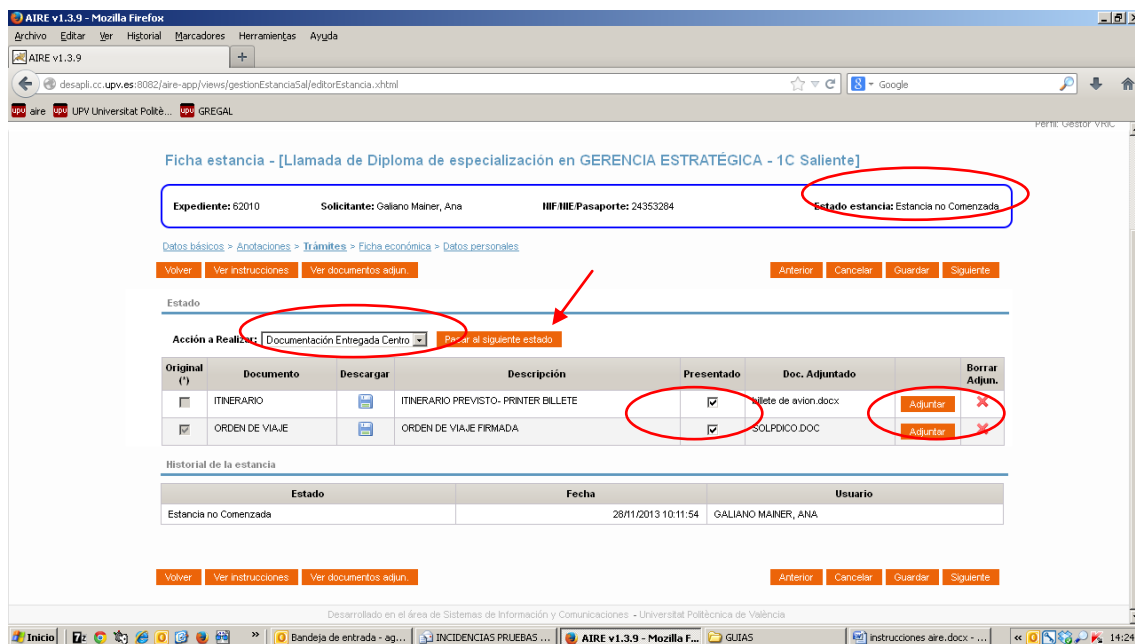 AIRE v1.3.9 - Mozilla Firefox
Archivo Editar Ver Historial Marcadores Herramientas Ayuda
AIRE v1.3.9
desapli.cc.upv.es:8082/aire-app/views/gestionEstanciaSal/editorEstancia.xhtml Google
aire UPV Universitat Politè... GREGAL
Perfil: Gestor VRIC
Ficha estancia - [Llamada de Diploma de especialización en GERENCIA ESTRATÉGICA - 1C Saliente]
Expediente: 62010 Solicitante: Galiano Mainer, Ana NIF/NIE/Pasaporte: 24353284 Estado estancia: Estancia no Comenzada
Datos básicos > Anotaciones > Tràmites > Ficha económica > Datos personales
Volver Ver instrucciones Ver documentos adjun. Anterior Cancelar Guardar Siguiente
Estado
Acción a Realizar: Documentación Entregada Centro Pasar al siguiente estado
Original (*) Documento Descargar Descripción Presentado Doc. Adjuntado Borrar Adjun.
ITINERARIO ITINERARIO PREVISTO- PRINTER BILLETE billete de avion.docx Adjuntar
ORDEN DE VIAJE ORDEN DE VIAJE FIRMADA SOLPDICO.DOC Adjuntar
Historial de la estancia
Estado Fecha Usuario
Estancia no Comenzada 28/11/2013 10:11:54 GALIANO MAINER, ANA
Volver Ver instrucciones Ver documentos adjun. Anterior Cancelar Guardar Siguiente
Desarrollado en el área de Sistemas de Información y Comunicaciones - Universitat Politècnica de València
Inicio » Bandeja de entrada - ag... INCIDENCIAS PRUEBAS ... AIRE v1.3.9 - Mozilla F... GUIAS instrucciones aire.docx - ... « 14:24